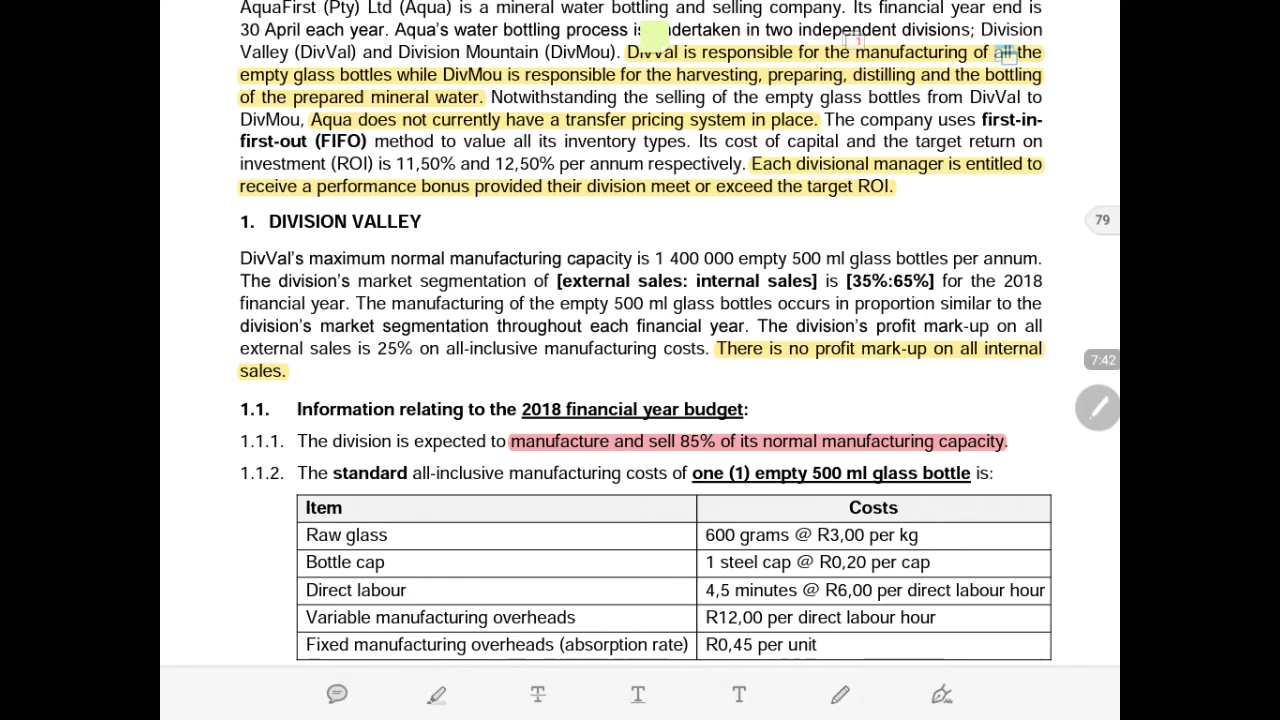 AquaFirst (Pty) Ltd (Aqua) is a mineral water bottling and selling company. Its financial year end is
30 April each year. Aqua's water bottling process is undertaken in two independent divisions; Division
Valley (DivVal) and Division Mountain (DivMou). DivVal is responsible for the manufacturing of all the
empty glass bottles while DivMou is responsible for the harvesting, preparing, distilling and the bottling
of the prepared mineral water. Notwithstanding the selling of the empty glass bottles from DivVal to
DivMou, Aqua does not currently have a transfer pricing system in place. The company uses first-in-
first-out (FIFO) method to value all its inventory types. Its cost of capital and the target return on
investment (ROI) is 11,50% and 12,50% per annum respectively. Each divisional manager is entitled to
receive a performance bonus provided their division meet or exceed the target ROI.
1. DIVISION VALLEY
79
DivVal's maximum normal manufacturing capacity is 1 400 000 empty 500 ml glass bottles per annum.
The division's market segmentation of [external sales: internal sales] is [35%:65%] for the 2018
financial year. The manufacturing of the empty 500 ml glass bottles occurs in proportion similar to the
division's market segmentation throughout each financial year. The division's profit mark-up on all
external sales is 25% on all-inclusive manufacturing costs. There is no profit mark-up on all internal
sales.
7:42
1.1. Information relating to the 2018 financial year budget:
1.1.1. The division is expected to manufacture and sell 85% of its normal manufacturing capacity.
1.1.2. The standard all-inclusive manufacturing costs of one (1) empty 500 ml glass bottle is:
Item Costs
Raw glass 600 grams @ R3,00 per kg
Bottle cap 1 steel cap @ R0,20 per cap
Direct labour 4,5 minutes @ R6,00 per direct labour hour
Variable manufacturing overheads R12,00 per direct labour hour
Fixed manufacturing overheads (absorption rate) R0,45 per unit